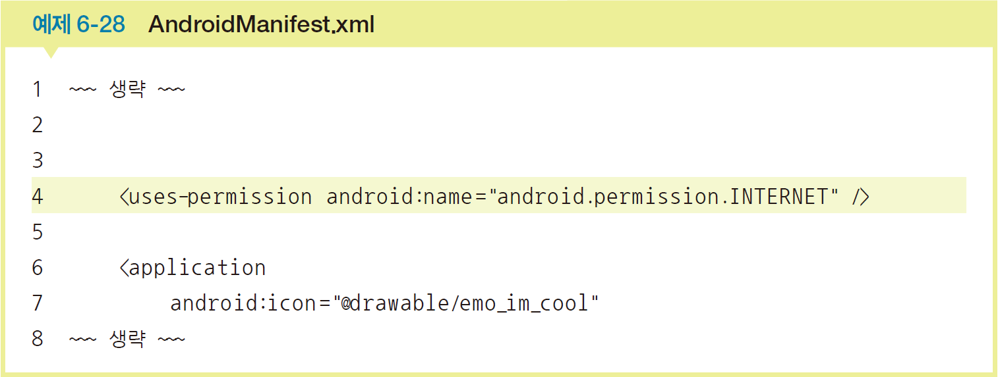 예제 6-28 AndroidManifest.xml
1 ~~~ 생략 ~~~
2
3
4 <uses-permission android:name="android.permission.INTERNET" />
5
6 <application
7 android:icon="@drawable/emo_im_cool"
8 ~~~ 생략 ~~~